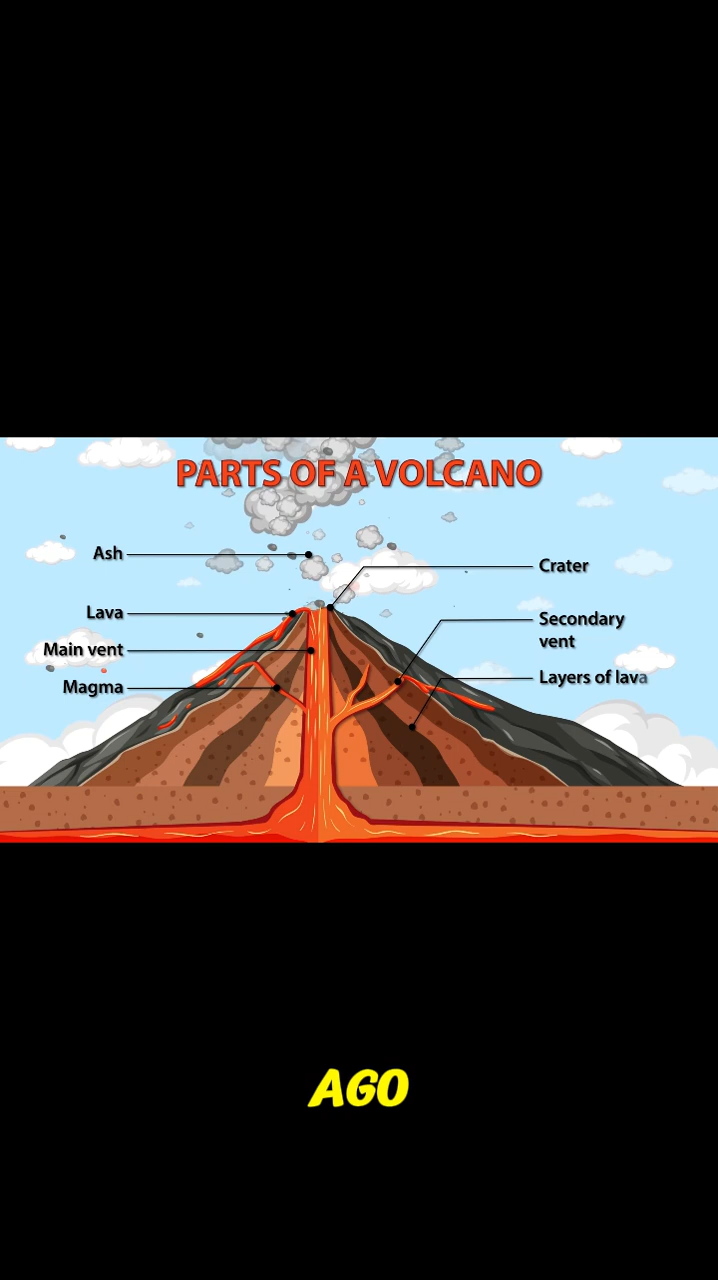 PARTS OF A VOLCANO
Ash
Lava
Main vent
Magma
Crater
Secondary
vent
Layers of lava
AGO